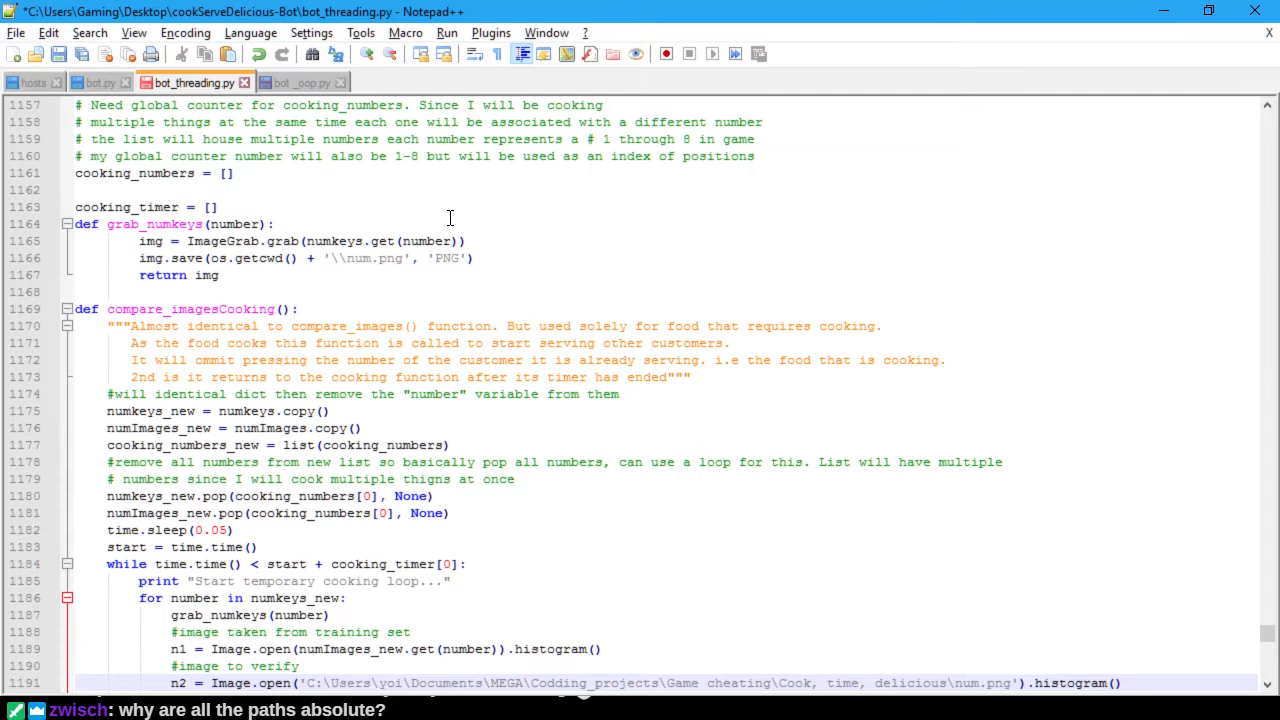 *C:\Users\Gaming\Desktop\cookServeDelicious-Bot\bot_threading.py - Notepad++
File Edit Search View Encoding Language Settings Tools Macro Run Plugins Window ? X
hosts bot.py bot_threading.py bot _oop.py
1157 # Need global counter for cooking_numbers. Since I will be cooking
1158 # multiple things at the same time each one will be associated with a different number
1159 # the list will house multiple numbers each number represents a # 1 through 8 in game
1160 # my global counter number will also be 1-8 but will be used as an index of positions
1161 cooking_numbers = []
1162
1163 cooking_timer = []
1164 def grab_numkeys(number):
1165 img = ImageGrab.grab(numkeys.get(number))
1166 img.save(os.getcwd() + '\\num.png', 'PNG')
1167 return img
1168
1169 def compare_imagesCooking():
1170 """Almost identical to compare_images() function. But used solely for food that requires cooking.
1171 As the food cooks this function is called to start serving other customers.
1172 It will ommit pressing the number of the customer it is already serving. i.e the food that is cooking.
1173 2nd is it returns to the cooking function after its timer has ended"""
1174 #will identical dict then remove the "number" variable from them
1175 numkeys_new = numkeys.copy()
1176 numImages_new = numImages.copy()
1177 cooking_numbers_new = list(cooking_numbers)
1178 #remove all numbers from new list so basically pop all numbers, can use a loop for this. List will have multiple
1179 # numbers since I will cook multiple thigns at once
1180 numkeys_new.pop(cooking_numbers[0], None)
1181 numImages_new.pop(cooking_numbers[0], None)
1182 time.sleep(0.05)
1183 start = time.time()
1184 while time.time() < start + cooking_timer[0]:
1185 print "Start temporary cooking loop..."
1186 for number in numkeys_new:
1187 grab_numkeys(number)
1188 #image taken from training set
1189 n1 = Image.open(numImages_new.get(number)).histogram()
1190 #image to verify
1191 n2 = Image.open('C:\Users\yoi\Documents\MEGA\Codding_projects\Game cheating\Cook, time, delicious\num.png').histogram()
zwisch: why are all the paths absolute?